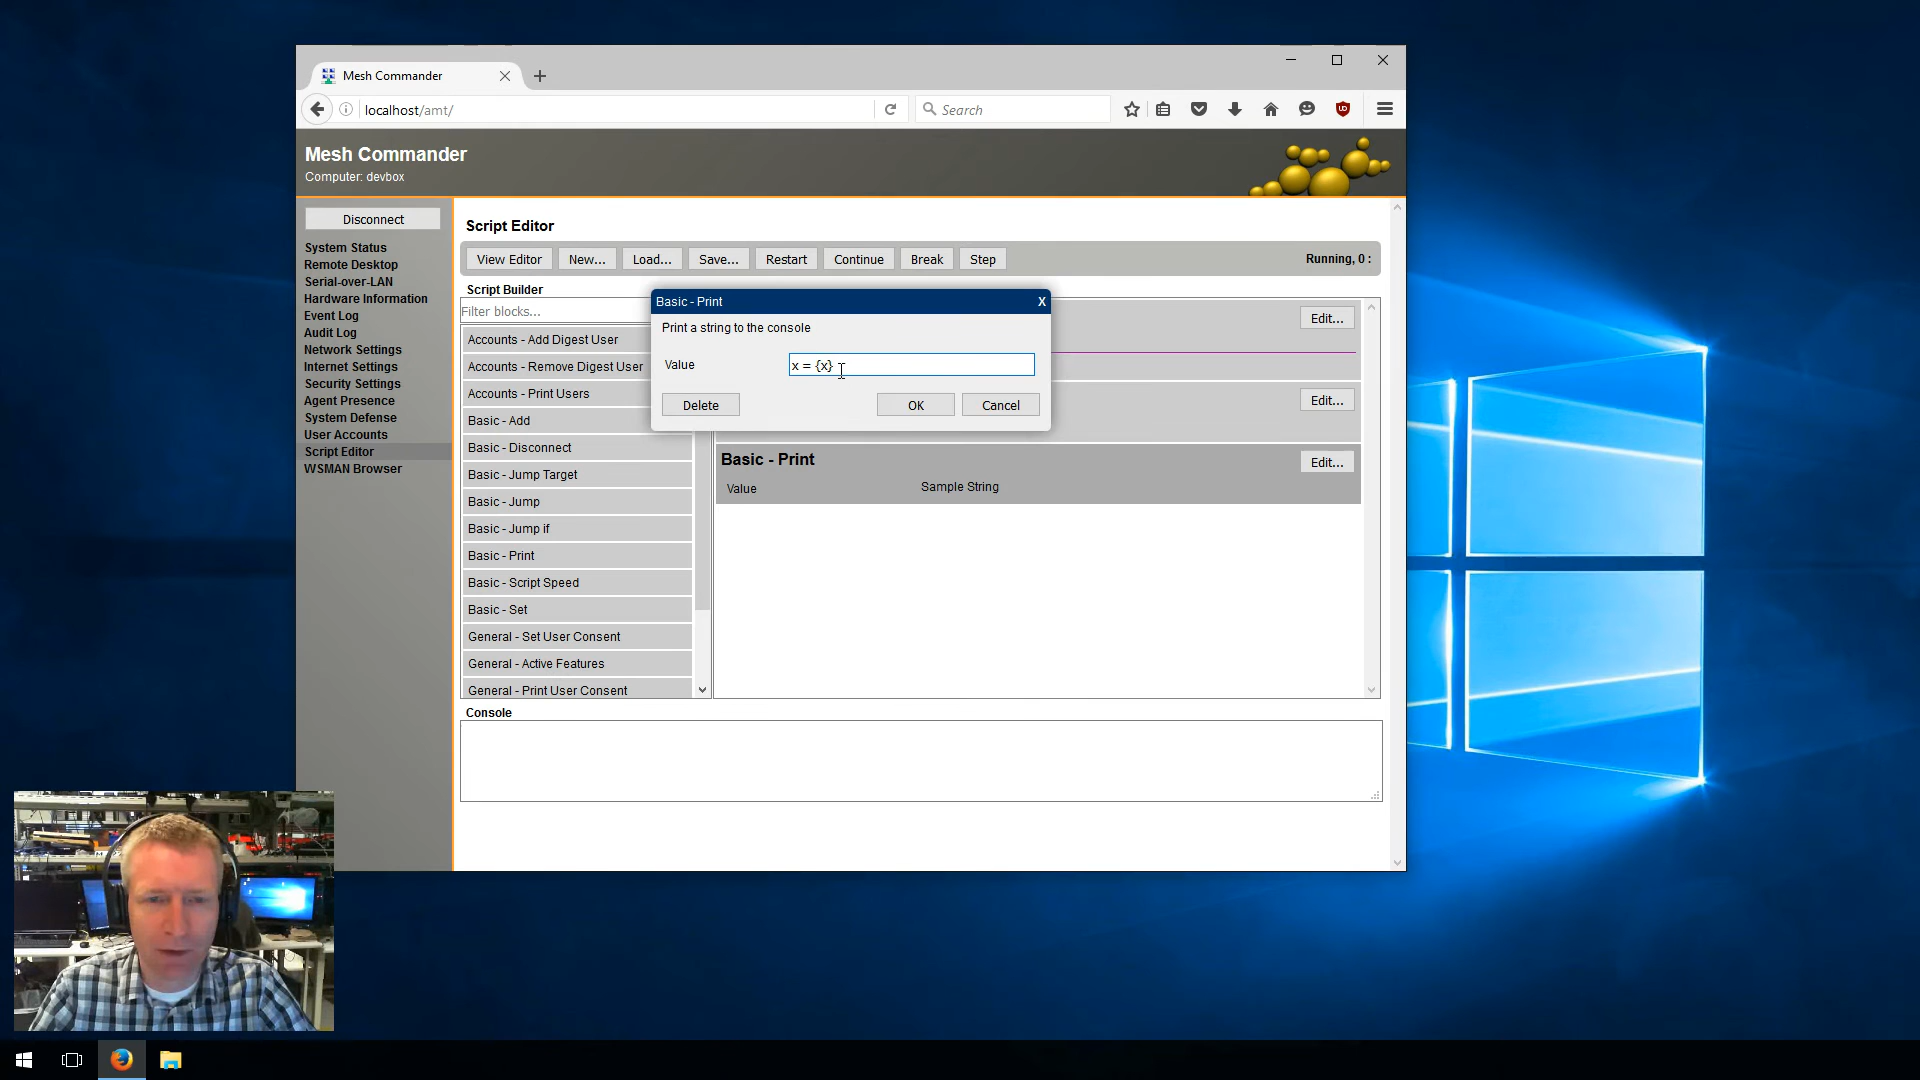 Mesh Commander
localhost/amt/
Search
Mesh Commander
Computer: devbox
Disconnect
System Status
Remote Desktop
Serial-over-LAN
Hardware Information
Event Log
Audit Log
Network Settings
Internet Settings
Security Settings
Agent Presence
System Defense
User Accounts
Script Editor
WSMAN Browser
Script Editor
View Editor New... Load... Save... Restart Continue Break Step Running, 0 :
Script Builder
Filter blocks...
Accounts - Add Digest User
Accounts - Remove Digest User
Accounts - Print Users
Basic - Add
Basic - Disconnect
Basic - Jump Target
Basic - Jump
Basic - Jump if
Basic - Print
Basic - Script Speed
Basic - Set
General - Set User Consent
General - Active Features
General - Print User Consent
Basic - Print X
Print a string to the console
Value x = {x}
Delete OK Cancel
Edit...
Edit...
Basic - Print Edit...
Value Sample String
Console